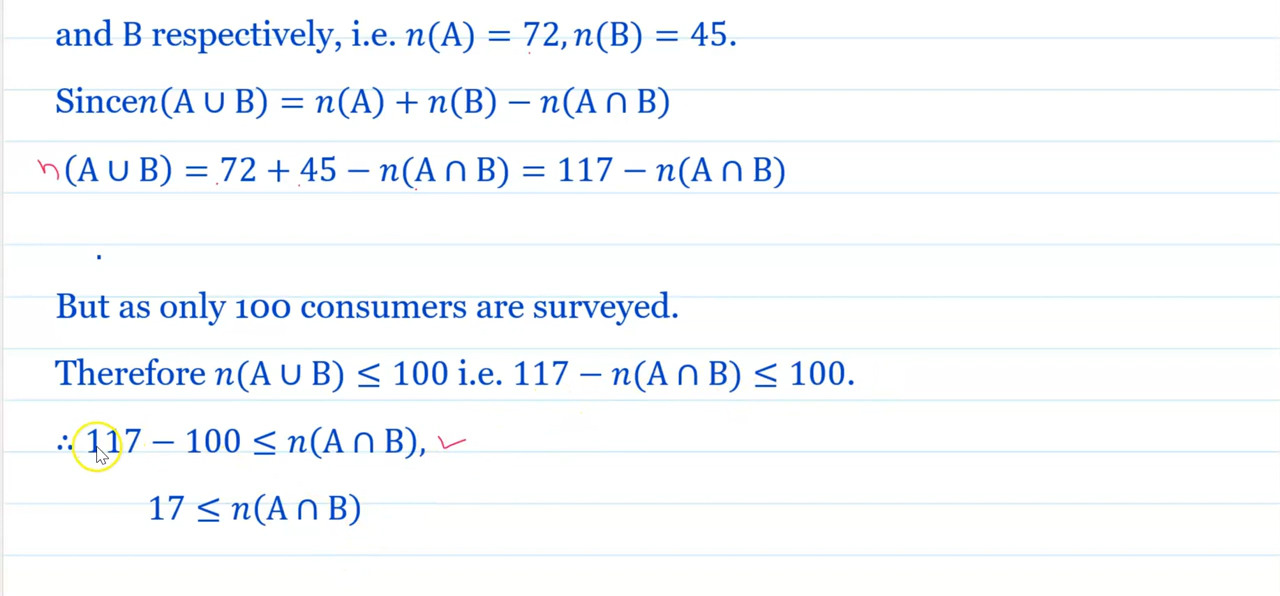 and B respectively, i.e. n(A) = 72, n(B) = 45.
Sincen(A ∪ B) = n(A) + n(B) − n(A ∩ B)
n(A ∪ B) = 72 + 45 − n(A ∩ B) = 117 − n(A ∩ B)
.
But as only 100 consumers are surveyed.
Therefore n(A ∪ B) ≤ 100 i.e. 117 − n(A ∩ B) ≤ 100.
∴ 117 − 100 ≤ n(A ∩ B), ✓
17 ≤ n(A ∩ B)